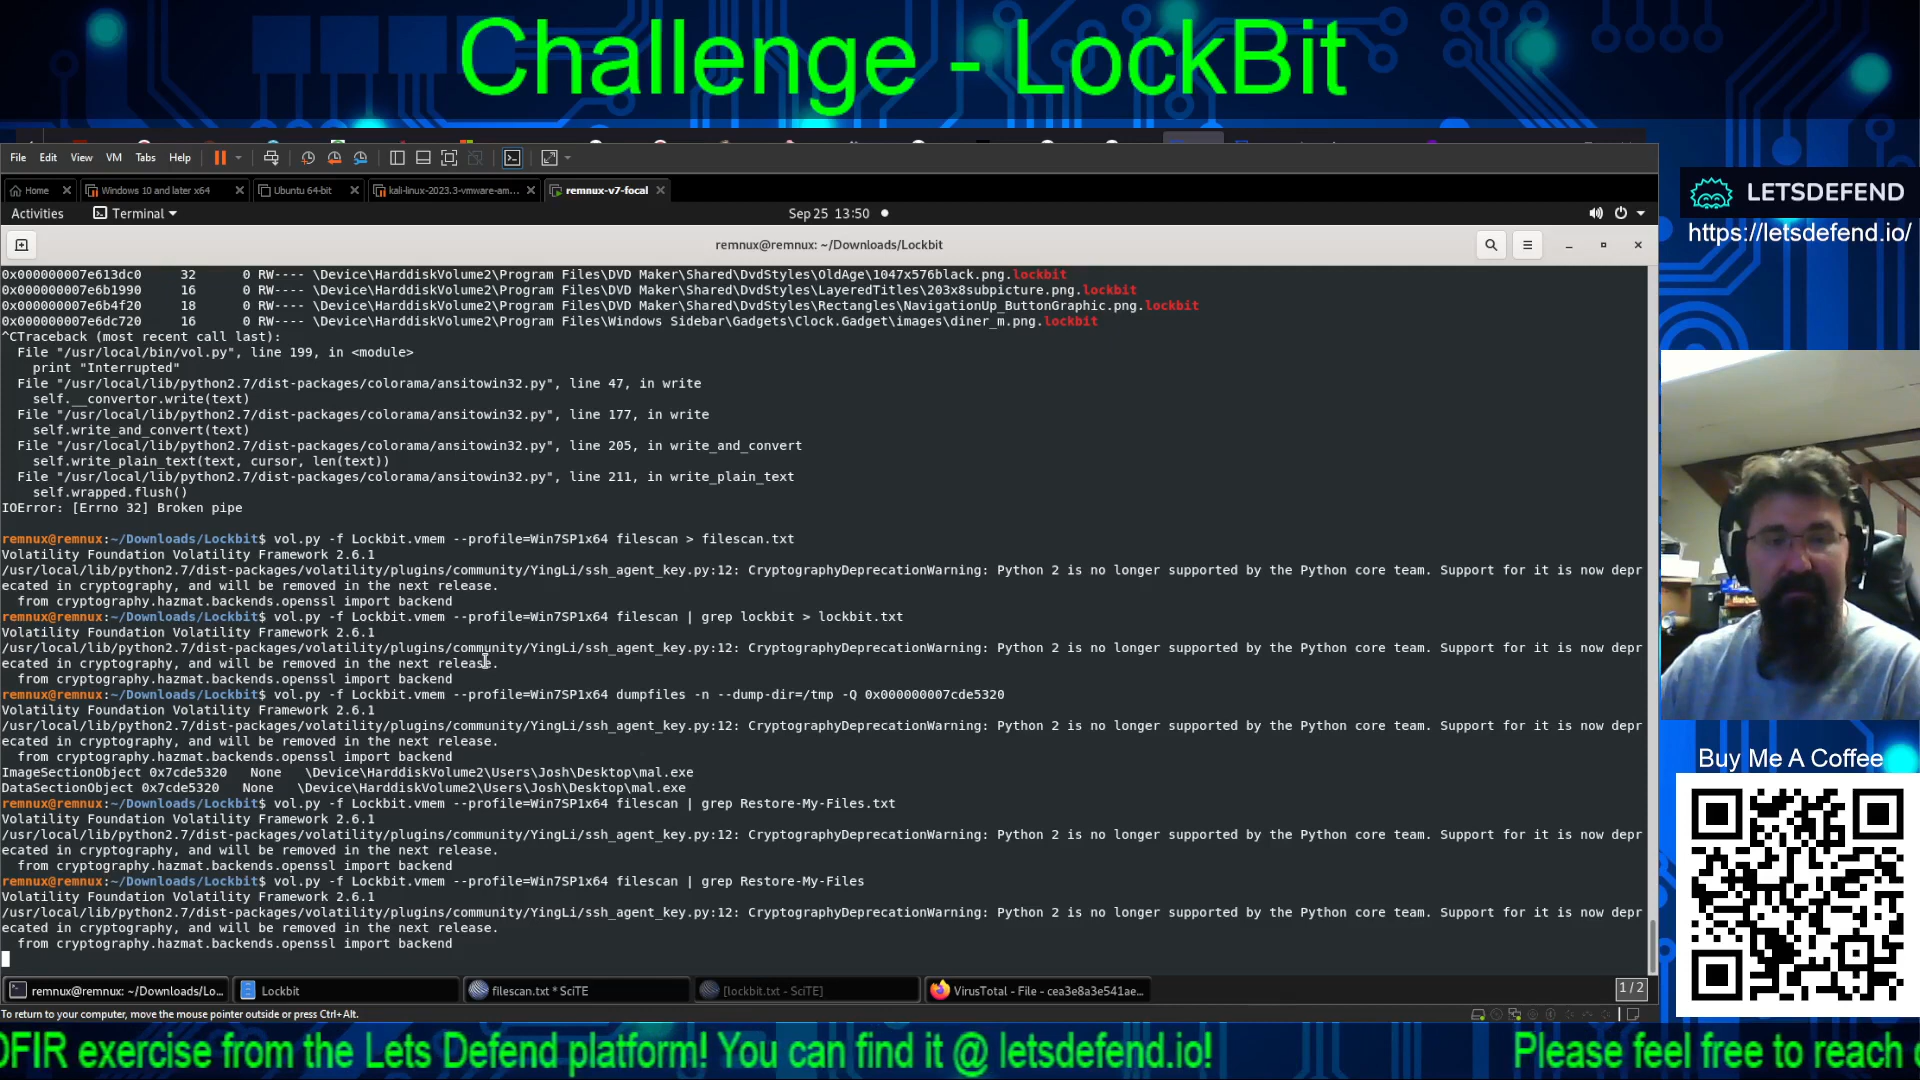 Challenge - LockBit
File Edit View VM Tabs Help
Home
Windows 10 and later x64
Ubuntu 64-bit
kali-linux-2023.3-vmware-am...
remnux-v7-focal
Activities
Terminal
Sep 25 13:50
remnux@remnux: ~/Downloads/Lockbit
0x000000007e613dc0 32 0 RW---- \Device\HarddiskVolume2\Program Files\DVD Maker\Shared\DvdStyles\OldAge\1047x576black.png.lockbit
0x000000007e6b1990 16 0 RW---- \Device\HarddiskVolume2\Program Files\DVD Maker\Shared\DvdStyles\LayeredTitles\203x8subpicture.png.lockbit
0x000000007e6b4f20 18 0 RW---- \Device\HarddiskVolume2\Program Files\DVD Maker\Shared\DvdStyles\Rectangles\NavigationUp_ButtonGraphic.png.lockbit
0x000000007e6dc720 16 0 RW---- \Device\HarddiskVolume2\Program Files\Windows Sidebar\Gadgets\Clock.Gadget\images\diner_m.png.lockbit
^CTraceback (most recent call last):
File "/usr/local/bin/vol.py", line 199, in <module>
print "Interrupted"
File "/usr/local/lib/python2.7/dist-packages/colorama/ansitowin32.py", line 47, in write
self.__convertor.write(text)
File "/usr/local/lib/python2.7/dist-packages/colorama/ansitowin32.py", line 177, in write
self.write_and_convert(text)
File "/usr/local/lib/python2.7/dist-packages/colorama/ansitowin32.py", line 205, in write_and_convert
self.write_plain_text(text, cursor, len(text))
File "/usr/local/lib/python2.7/dist-packages/colorama/ansitowin32.py", line 211, in write_plain_text
self.wrapped.flush()
IOError: [Errno 32] Broken pipe
remnux@remnux:~/Downloads/Lockbit$ vol.py -f Lockbit.vmem --profile=Win7SP1x64 filescan > filescan.txt
Volatility Foundation Volatility Framework 2.6.1
/usr/local/lib/python2.7/dist-packages/volatility/plugins/community/YingLi/ssh_agent_key.py:12: CryptographyDeprecationWarning: Python 2 is no longer supported by the Python core team. Support for it is now depr
ecated in cryptography, and will be removed in the next release.
from cryptography.hazmat.backends.openssl import backend
remnux@remnux:~/Downloads/Lockbit$ vol.py -f Lockbit.vmem --profile=Win7SP1x64 filescan | grep lockbit > lockbit.txt
Volatility Foundation Volatility Framework 2.6.1
/usr/local/lib/python2.7/dist-packages/volatility/plugins/community/YingLi/ssh_agent_key.py:12: CryptographyDeprecationWarning: Python 2 is no longer supported by the Python core team. Support for it is now depr
ecated in cryptography, and will be removed in the next release.
from cryptography.hazmat.backends.openssl import backend
remnux@remnux:~/Downloads/Lockbit$ vol.py -f Lockbit.vmem --profile=Win7SP1x64 dumpfiles -n --dump-dir=/tmp -Q 0x000000007cde5320
Volatility Foundation Volatility Framework 2.6.1
/usr/local/lib/python2.7/dist-packages/volatility/plugins/community/YingLi/ssh_agent_key.py:12: CryptographyDeprecationWarning: Python 2 is no longer supported by the Python core team. Support for it is now depr
ecated in cryptography, and will be removed in the next release.
from cryptography.hazmat.backends.openssl import backend
ImageSectionObject 0x7cde5320 None \Device\HarddiskVolume2\Users\Josh\Desktop\mal.exe
DataSectionObject 0x7cde5320 None \Device\HarddiskVolume2\Users\Josh\Desktop\mal.exe
remnux@remnux:~/Downloads/Lockbit$ vol.py -f Lockbit.vmem --profile=Win7SP1x64 filescan | grep Restore-My-Files.txt
Volatility Foundation Volatility Framework 2.6.1
/usr/local/lib/python2.7/dist-packages/volatility/plugins/community/YingLi/ssh_agent_key.py:12: CryptographyDeprecationWarning: Python 2 is no longer supported by the Python core team. Support for it is now depr
ecated in cryptography, and will be removed in the next release.
from cryptography.hazmat.backends.openssl import backend
remnux@remnux:~/Downloads/Lockbit$ vol.py -f Lockbit.vmem --profile=Win7SP1x64 filescan | grep Restore-My-Files
Volatility Foundation Volatility Framework 2.6.1
/usr/local/lib/python2.7/dist-packages/volatility/plugins/community/YingLi/ssh_agent_key.py:12: CryptographyDeprecationWarning: Python 2 is no longer supported by the Python core team. Support for it is now depr
ecated in cryptography, and will be removed in the next release.
from cryptography.hazmat.backends.openssl import backend
remnux@remnux: ~/Downloads/Lo...
Lockbit
filescan.txt * SciTE
[lockbit.txt - SciTE]
VirusTotal - File - cea3e8a3e541ae...
1 / 2
To return to your computer, move the mouse pointer outside or press Ctrl+Alt.
LETSDEFEND
https://letsdefend.io/
Buy Me A Coffee
DFIR exercise from the Lets Defend platform! You can find it @ letsdefend.io!
Please feel free to reach